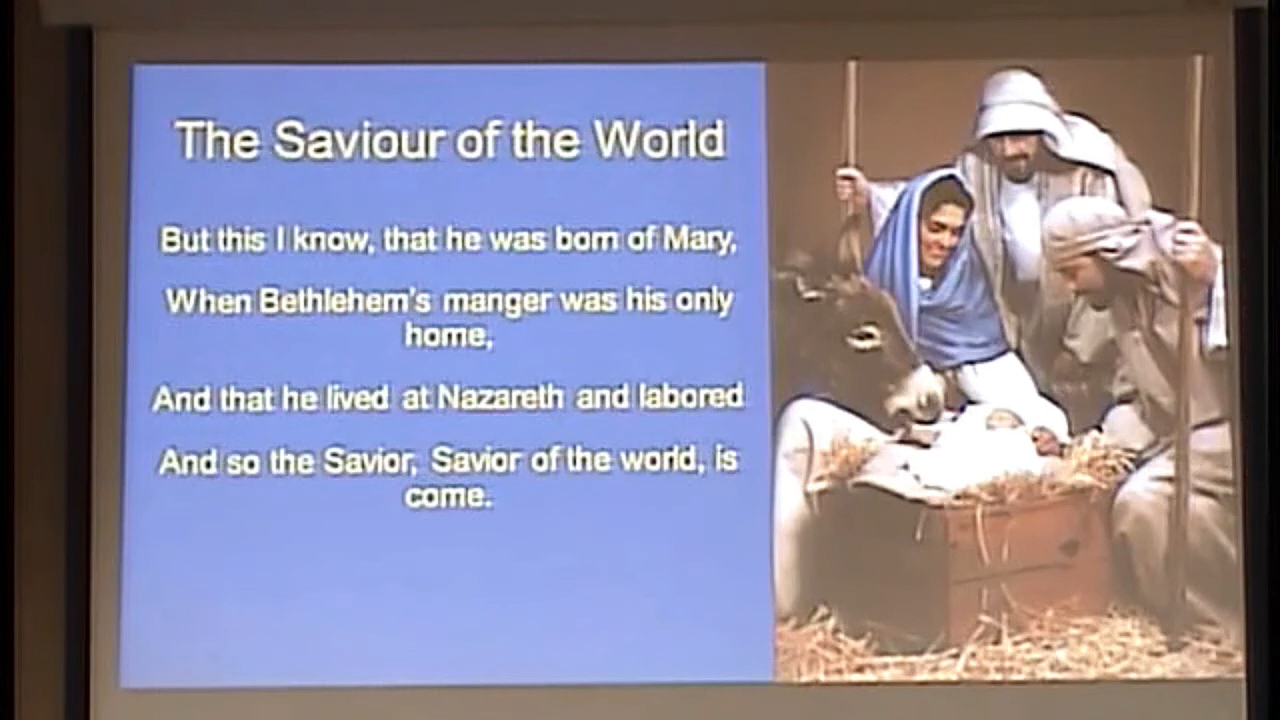 The Saviour of the World
But this I know, that he was born of Mary,
When Bethlehem's manger was his only
home,
And that he lived at Nazareth and labored
And so the Savior, Savior of the world, is
come.